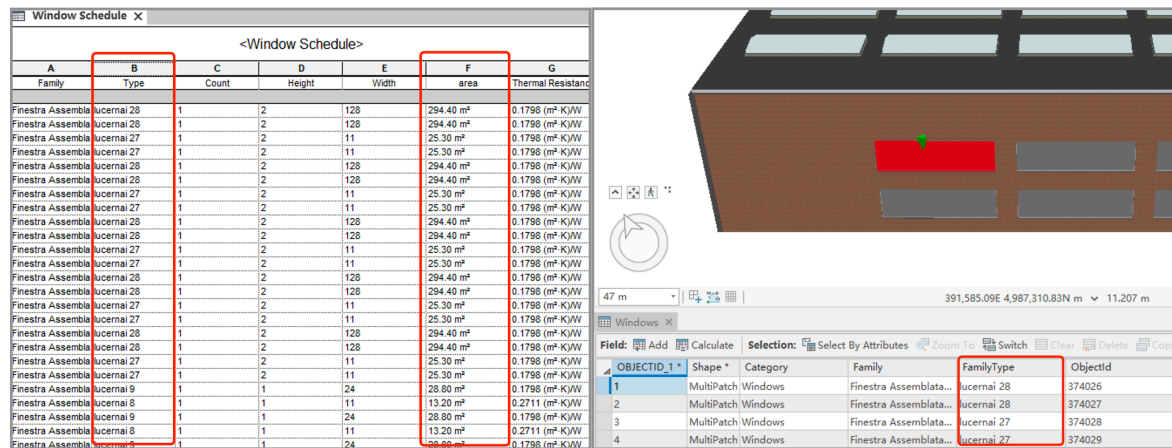 Window Schedule
<Window Schedule>
A B C D E F G
Family Type Count Height Width area Thermal Resistanc
Finestra Assembla lucernai 28 1 2 128 294.40 m² 0.1798 (m²·K)/W
Finestra Assembla lucernai 28 1 2 128 294.40 m² 0.1798 (m²·K)/W
Finestra Assembla lucernai 27 1 2 11 25.30 m² 0.1798 (m²·K)/W
Finestra Assembla lucernai 27 1 2 11 25.30 m² 0.1798 (m²·K)/W
Finestra Assembla lucernai 28 1 2 128 294.40 m² 0.1798 (m²·K)/W
Finestra Assembla lucernai 28 1 2 128 294.40 m² 0.1798 (m²·K)/W
Finestra Assembla lucernai 27 1 2 11 25.30 m² 0.1798 (m²·K)/W
Finestra Assembla lucernai 27 1 2 11 25.30 m² 0.1798 (m²·K)/W
Finestra Assembla lucernai 28 1 2 128 294.40 m² 0.1798 (m²·K)/W
Finestra Assembla lucernai 28 1 2 128 294.40 m² 0.1798 (m²·K)/W
Finestra Assembla lucernai 27 1 2 11 25.30 m² 0.1798 (m²·K)/W
Finestra Assembla lucernai 27 1 2 11 25.30 m² 0.1798 (m²·K)/W
Finestra Assembla lucernai 28 1 2 128 294.40 m² 0.1798 (m²·K)/W
Finestra Assembla lucernai 28 1 2 128 294.40 m² 0.1798 (m²·K)/W
Finestra Assembla lucernai 27 1 2 11 25.30 m² 0.1798 (m²·K)/W
Finestra Assembla lucernai 27 1 2 11 25.30 m² 0.1798 (m²·K)/W
Finestra Assembla lucernai 28 1 2 128 294.40 m² 0.1798 (m²·K)/W
Finestra Assembla lucernai 28 1 2 128 294.40 m² 0.1798 (m²·K)/W
Finestra Assembla lucernai 27 1 2 11 25.30 m² 0.1798 (m²·K)/W
Finestra Assembla lucernai 27 1 2 11 25.30 m² 0.1798 (m²·K)/W
Finestra Assembla lucernai 9 1 1 24 28.80 m² 0.1798 (m²·K)/W
Finestra Assembla lucernai 8 1 1 11 13.20 m² 0.2711 (m²·K)/W
Finestra Assembla lucernai 9 1 1 24 28.80 m² 0.1798 (m²·K)/W
Finestra Assembla lucernai 8 1 1 11 13.20 m² 0.2711 (m²·K)/W
Finestra Assembla lucernai 9 1 1 24 28.80 m² 0.1798 (m²·K)/W
47 m 391,585.09E 4,987,310.83N m 11.207 m
Windows
Field: Add Calculate Selection: Select By Attributes Zoom To Switch Clear Delete Cop
OBJECTID_1 * Shape * Category Family FamilyType ObjectId
1 MultiPatch Windows Finestra Assemblata... lucernai 28 374026
2 MultiPatch Windows Finestra Assemblata... lucernai 28 374027
3 MultiPatch Windows Finestra Assemblata... lucernai 27 374028
4 MultiPatch Windows Finestra Assemblata... lucernai 27 374029